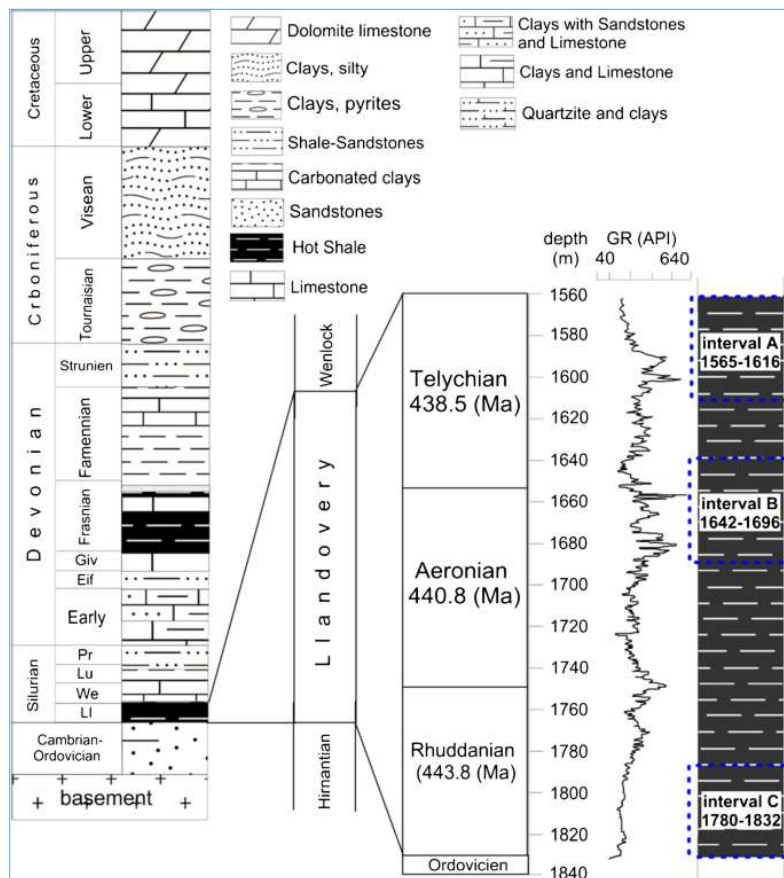 Cretaceous
Upper
Lower
Crboniferous
Visean
Tournaisian
Devonian
Strunien
Famennian
Frasnian
Giv
Eif
Early
Silurian
Pr
Lu
We
Ll
Cambrian-
Ordovician
basement
Dolomite limestone
Clays, silty
Clays, pyrites
Shale-Sandstones
Carbonated clays
Sandstones
Hot Shale
Limestone
Clays with Sandstones
and Limestone
Clays and Limestone
Quartzite and clays
Wenlock
Llandovery
Hirnantian
Telychian
438.5 (Ma)
Aeronian
440.8 (Ma)
Rhuddanian
(443.8 (Ma)
Ordovicien
depth
(m)
1560
1580
1600
1620
1640
1660
1680
1700
1720
1740
1760
1780
1800
1820
1840
GR (API)
40 640
interval A
1565-1616
interval B
1642-1696
interval C
1780-1832